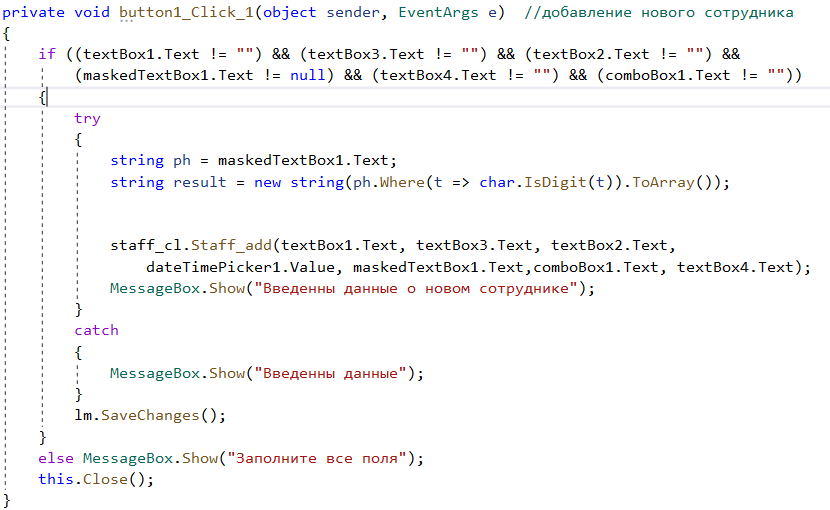 private void button1_Click_1(object sender, EventArgs e)  //добавление нового сотрудника
{
    if ((textBox1.Text != "") && (textBox3.Text != "") && (textBox2.Text != "") &&
        (maskedTextBox1.Text != null) && (textBox4.Text != "") && (comboBox1.Text != ""))
    {
        try
        {
            string ph = maskedTextBox1.Text;
            string result = new string(ph.Where(t => char.IsDigit(t)).ToArray());
            staff_cl.Staff_add(textBox1.Text, textBox3.Text, textBox2.Text,
                dateTimePicker1.Value, maskedTextBox1.Text,comboBox1.Text, textBox4.Text);
            MessageBox.Show("Введенны данные о новом сотруднике");
        }
        catch
        {
            MessageBox.Show("Введенны данные");
        }
        lm.SaveChanges();
    }
    else MessageBox.Show("Заполните все поля");
    this.Close();
}